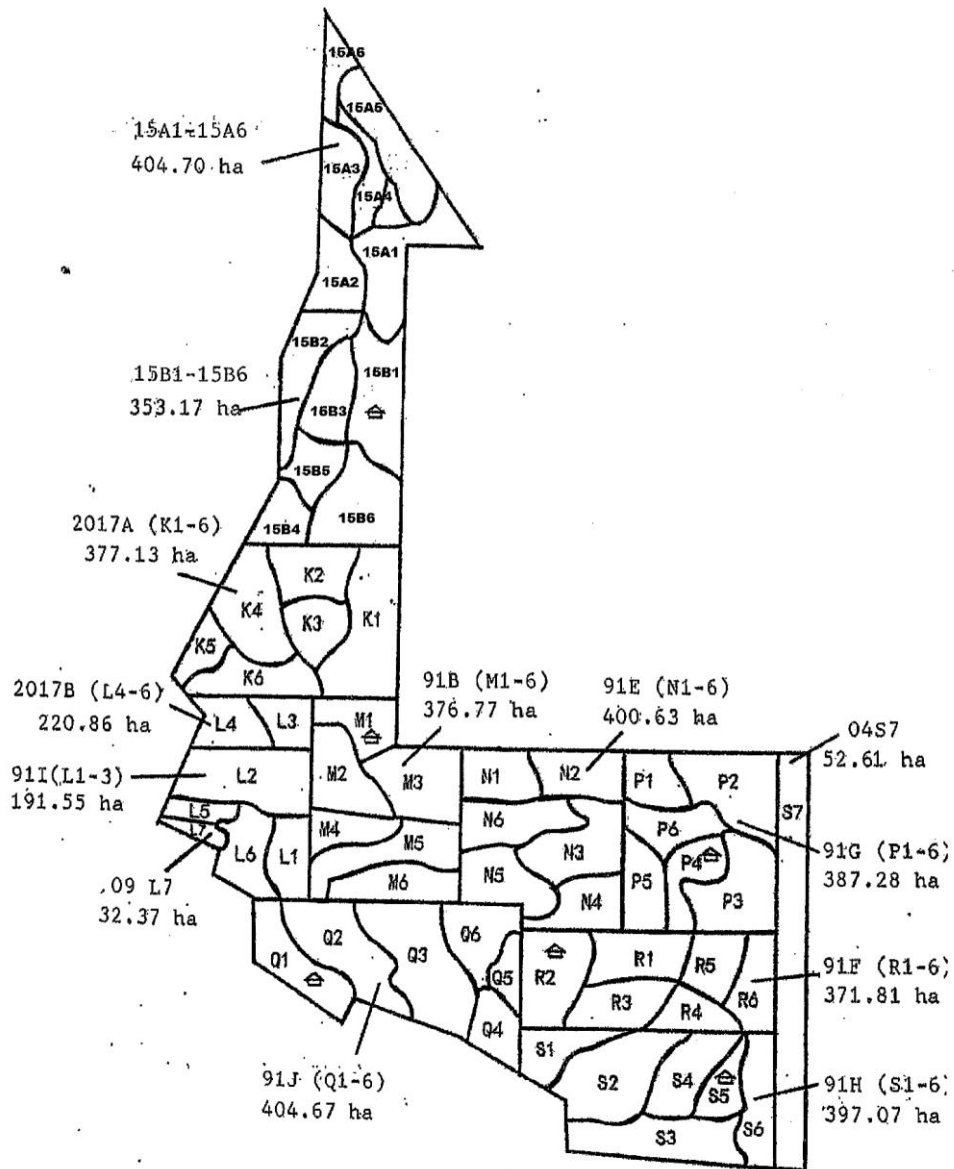 15A6
15A5
15A1-15A6
404.70 ha
15A3
15A4
15A1
15A2
15B2
15B1
15B1-15B6
353.17 ha
16B3
15B5
15B4
15B6
2017A (K1-6)
377.13 ha
K2
K4
K3
K1
K5
K6
2017B (L4-6)
220.86 ha
L4
L3
M1
91B (M1-6)
376.77 ha
91E (N1-6)
400.63 ha
04S7
52.61 ha
91I(L1-3)
191.55 ha
L2
M2
M3
N1
N2
P1
P2
S7
L5
L7
L6
L1
M4
M5
M6
N6
N3
N5
N4
P6
P4
P5
P3
91G (P1-6)
387.28 ha
09 L7
32.37 ha
Q1
Q2
Q3
Q6
Q5
Q4
R2
R1
R5
R3
R4
R6
91F (R1-6)
371.81 ha
91J (Q1-6)
404.67 ha
S1
S2
S4
S5
S3
S6
91H (S1-6)
397.07 ha